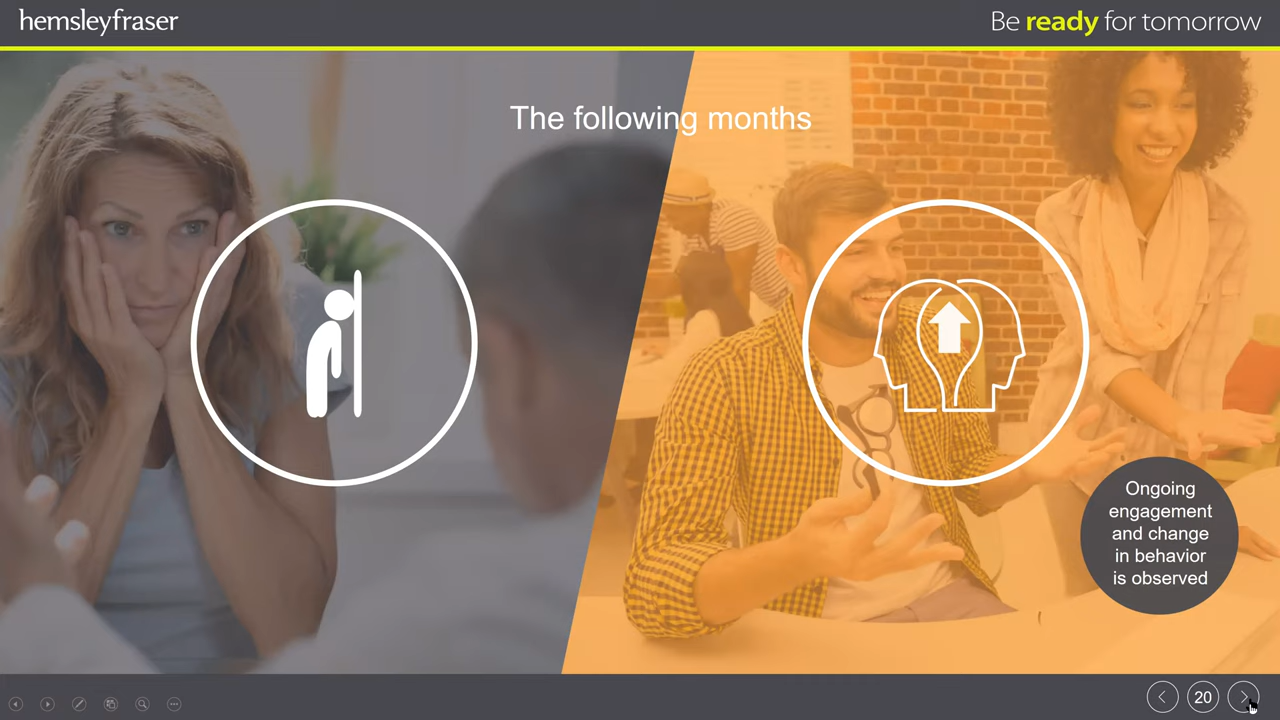 hemsleyfraser
Be ready for tomorrow
The following months
Ongoing
engagement
and change
in behavior
is observed
20